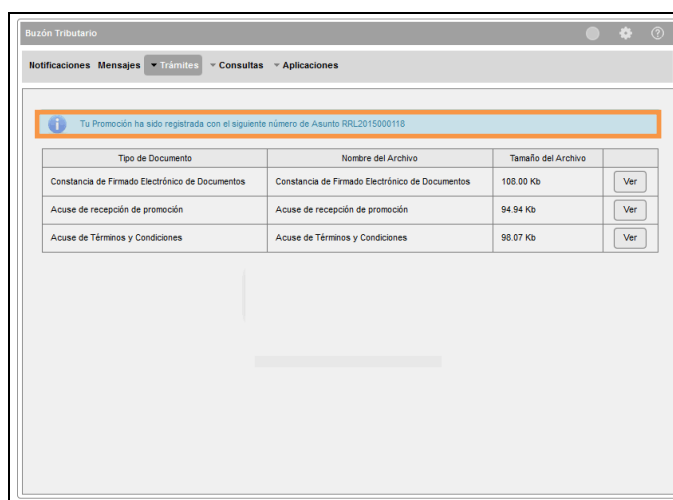 Buzón Tributario
Notificaciones Mensajes Trámites Consultas Aplicaciones
Tu Promoción ha sido registrada con el siguiente número de Asunto RRL2015000118
Tipo de Documento Nombre del Archivo Tamaño del Archivo
Constancia de Firmado Electrónico de Documentos Constancia de Firmado Electrónico de Documentos 108.00 Kb Ver
Acuse de recepción de promoción Acuse de recepción de promoción 94.94 Kb Ver
Acuse de Términos y Condiciones Acuse de Términos y Condiciones 98.07 Kb Ver